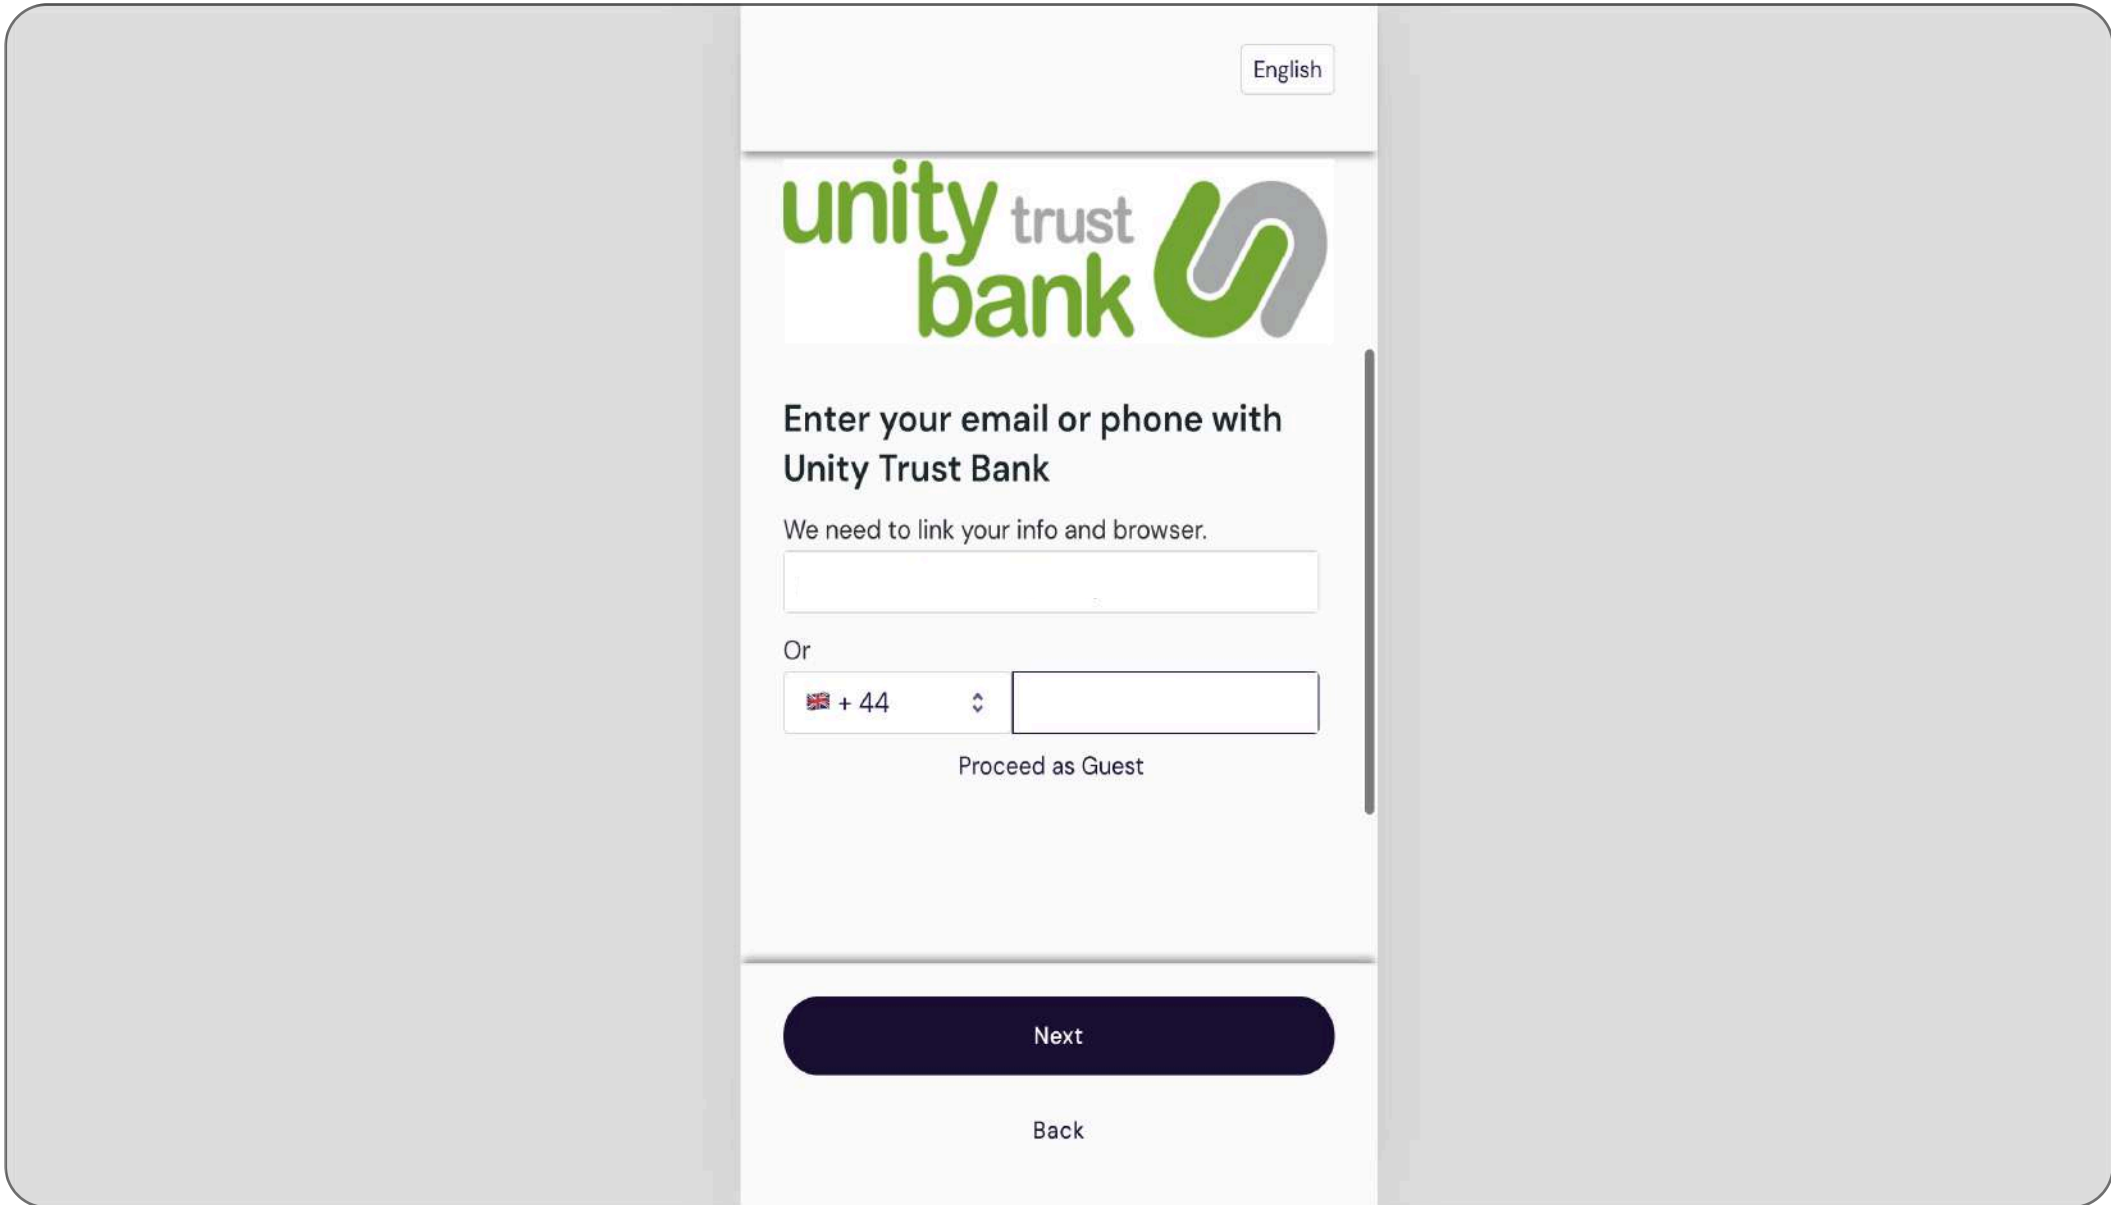 English
unity trust
bank
Enter your email or phone with
Unity Trust Bank
We need to link your info and browser.
Or
+ 44
Proceed as Guest
Next
Back